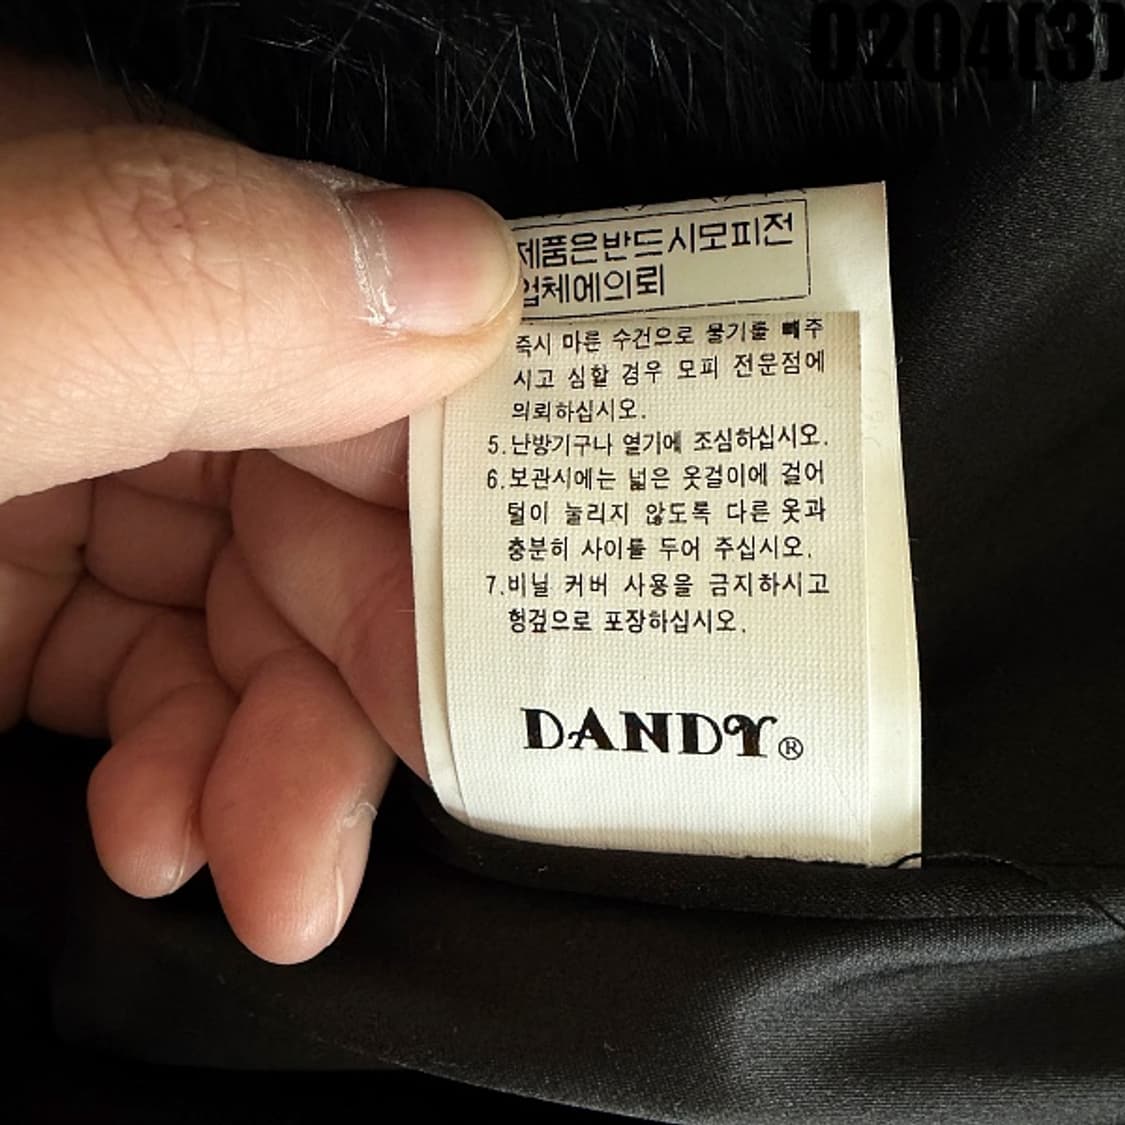 0204(3)
제품은반드시모피전
업체에의뢰
즉시 마른 수건으로 물기를 빼주
시고 심할 경우 모피 전문점에
의뢰하십시오.
5.난방기구나 열기에 조심하십시오.
6.보관시에는 넓은 옷걸이에 걸어
털이 눌리지 않도록 다른 옷과
충분히 사이를 두어 주십시오.
7.비닐 커버 사용을 금지하시고
헝겊으로 포장하십시오.
DANDY®